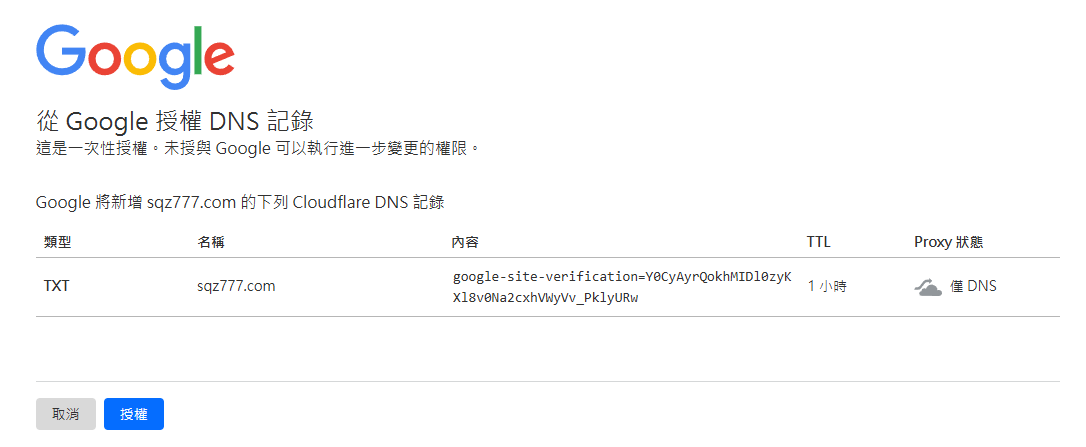 Google
從 Google 授權 DNS 記錄
這是一次性授權。未授與 Google 可以執行進一步變更的權限。
Google 將新增 sqz777.com 的下列 Cloudflare DNS 記錄
類型 名稱 內容 TTL Proxy 狀態
TXT sqz777.com google-site-verification=Y0CyAyrQokhMIDl0zyK 1 小時 僅 DNS
Xl8v0Na2cxhVWyVv_PklyURw
取消 授權